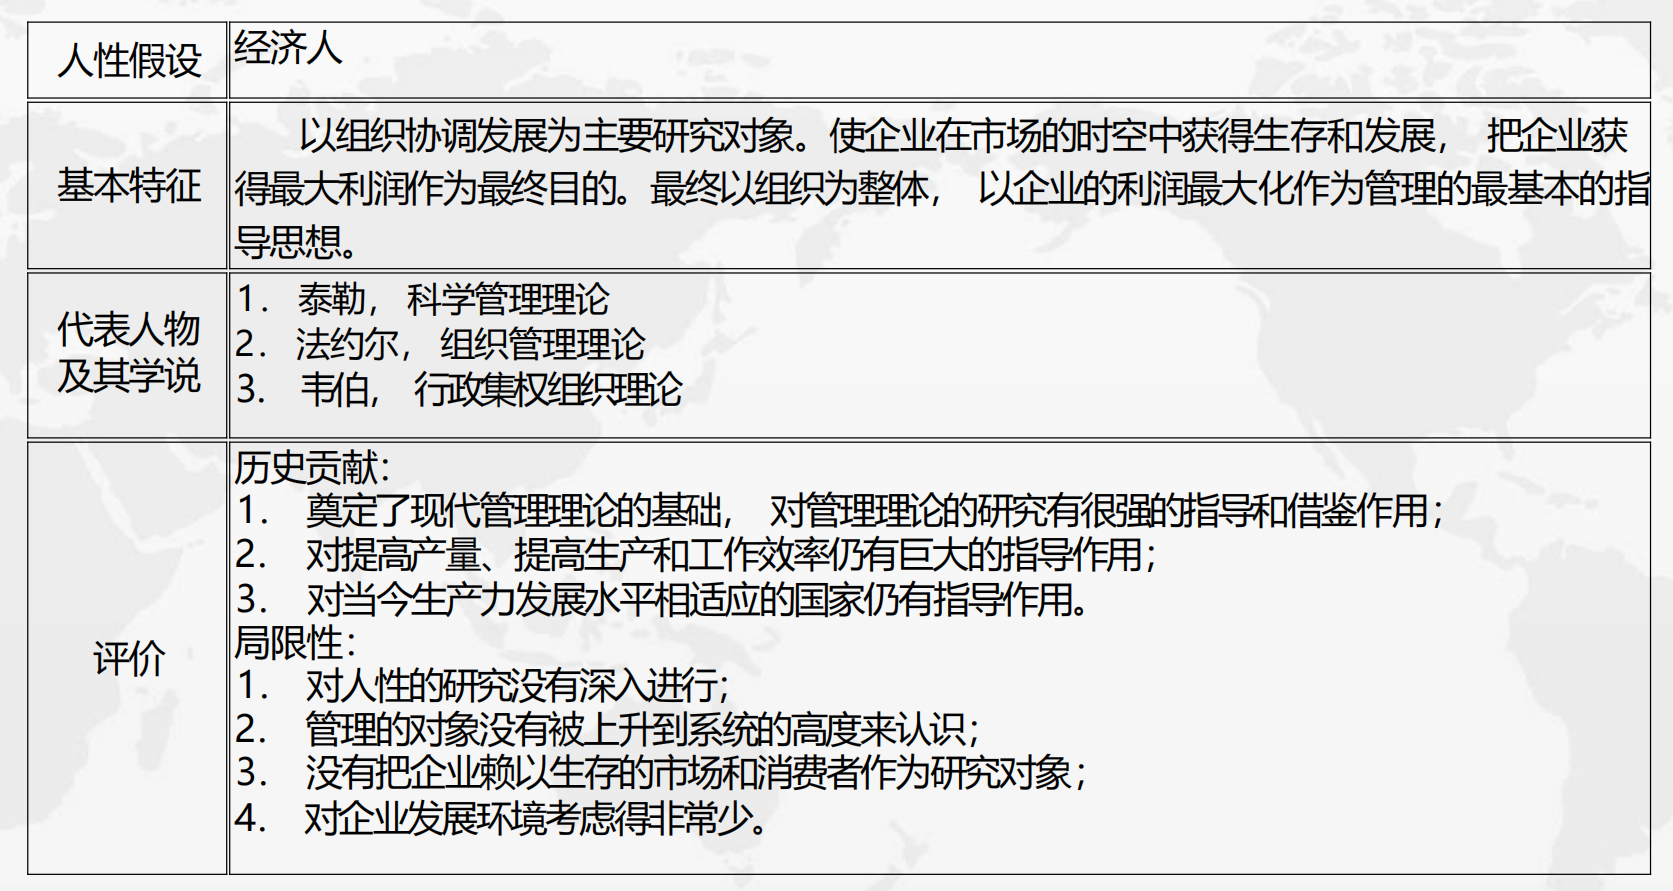 人性假设
经济人
基本特征
以组织协调发展为主要研究对象。使企业在市场的时空中获得生存和发展， 把企业获
得最大利润作为最终目的。最终以组织为整体， 以企业的利润最大化作为管理的最基本的指
导思想。
代表人物
及其学说
1. 泰勒， 科学管理理论
2. 法约尔， 组织管理理论
3. 韦伯， 行政集权组织理论
评价
历史贡献：
1. 奠定了现代管理理论的基础， 对管理理论的研究有很强的指导和借鉴作用；
2. 对提高产量、提高生产和工作效率仍有巨大的指导作用；
3. 对当今生产力发展水平相适应的国家仍有指导作用。
局限性：
1. 对人性的研究没有深入进行；
2. 管理的对象没有被上升到系统的高度来认识；
3. 没有把企业赖以生存的市场和消费者作为研究对象；
4. 对企业发展环境考虑得非常少。